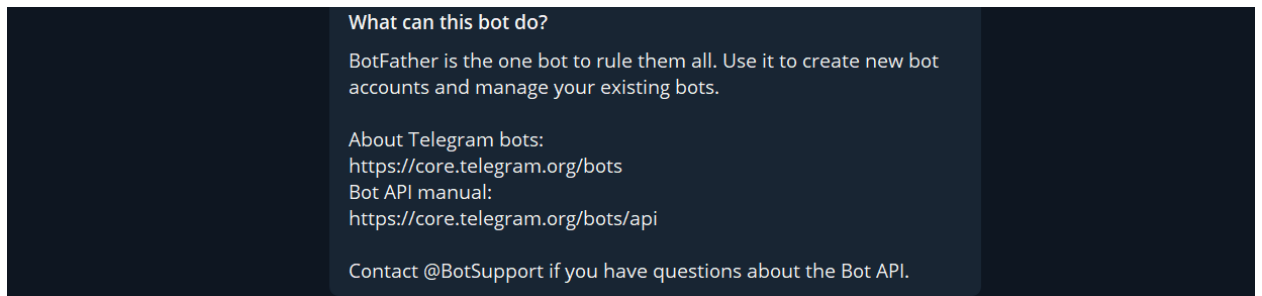 What can this bot do?
BotFather is the one bot to rule them all. Use it to create new bot
accounts and manage your existing bots.
About Telegram bots:
https://core.telegram.org/bots
Bot API manual:
https://core.telegram.org/bots/api
Contact @BotSupport if you have questions about the Bot API.